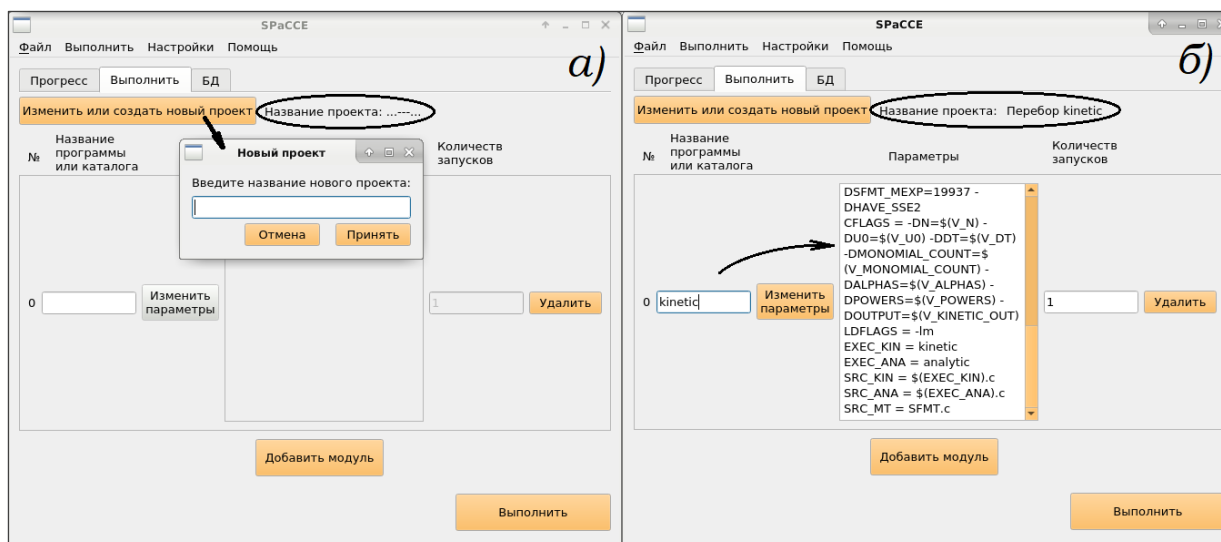 SPaCCE
Файл Выполнить Настройки Помощь
а)
Прогресс Выполнить БД
Изменить или создать новый проект Название проекта: ...---...
№
Название
программы
или каталога
Количеств
запусков
Новый проект
Введите название нового проекта:
Отмена Принять
0
Изменить
параметры
1
Удалить
Добавить модуль
Выполнить
SPaCCE
Файл Выполнить Настройки Помощь
б)
Прогресс Выполнить БД
Изменить или создать новый проект Название проекта: Перебор kinetic
№
Название
программы
или каталога
Параметры
Количеств
запусков
0 kinetic
Изменить
параметры
DSFMT_MEXP=19937 -
DHAVE_SSE2
CFLAGS = -DN=$(V_N) -
DU0=$(V_U0) -DDT=$(V_DT)
-DMONOMIAL_COUNT=$
(V_MONOMIAL_COUNT) -
DALPHAS=$(V_ALPHAS) -
DPOWERS=$(V_POWERS) -
DOUTPUT=$(V_KINETIC_OUT)
LDFLAGS = -lm
EXEC_KIN = kinetic
EXEC_ANA = analytic
SRC_KIN = $(EXEC_KIN).c
SRC_ANA = $(EXEC_ANA).c
SRC_MT = SFMT.c
1
Удалить
Добавить модуль
Выполнить